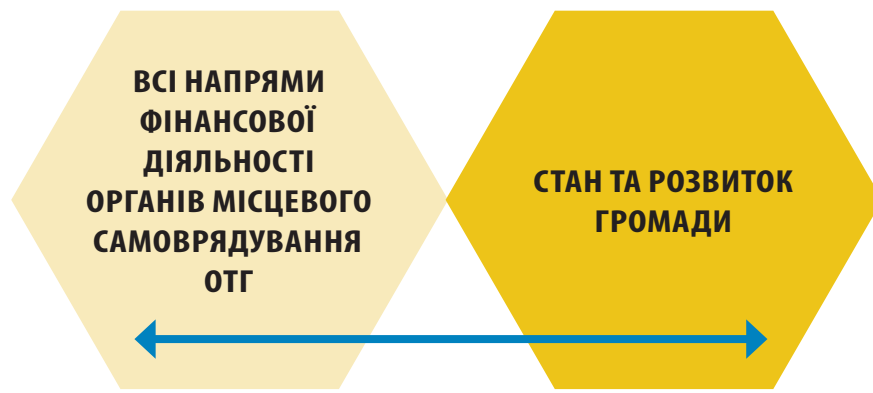 ВСІ НАПРЯМИ
ФІНАНСОВОЇ
ДІЯЛЬНОСТІ
ОРГАНІВ МІСЦЕВОГО
САМОВРЯДУВАННЯ
ОТГ
СТАН ТА РОЗВИТОК
ГРОМАДИ